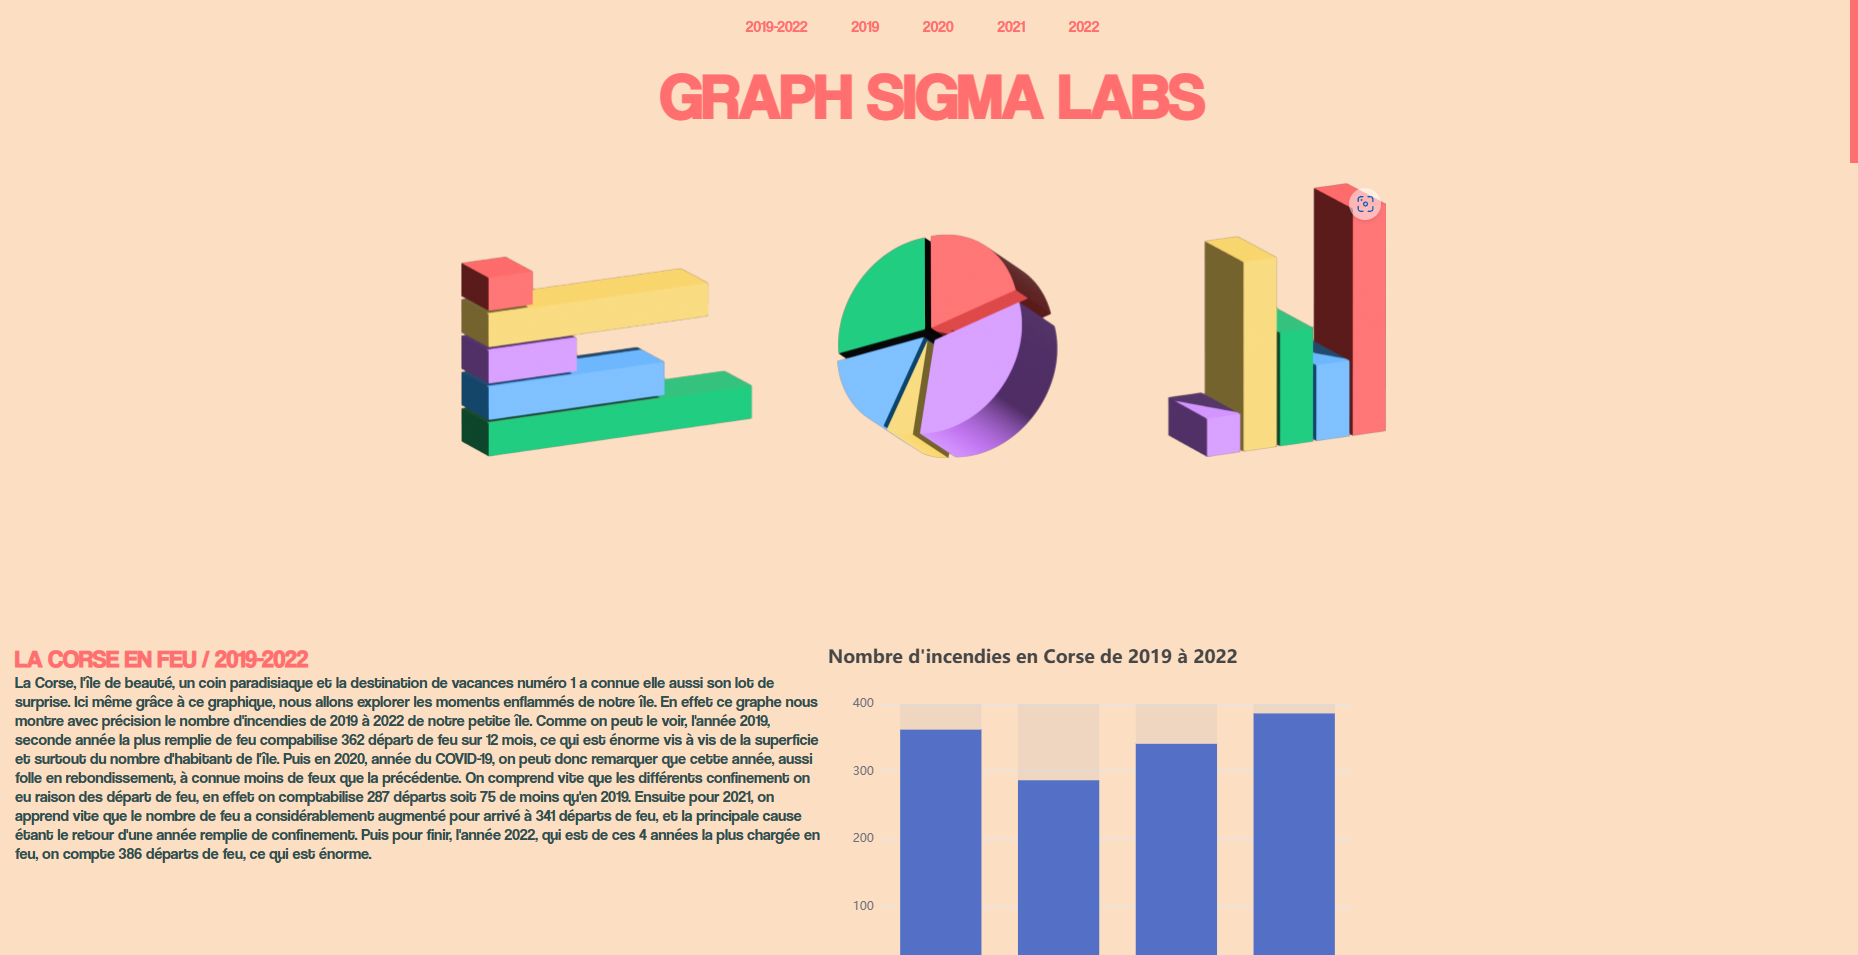 2019-2022 2019 2020 2021 2022
GRAPH SIGMA LABS
LA CORSE EN FEU / 2019-2022
La Corse, l'île de beauté, un coin paradisiaque et la destination de vacances numéro 1 a connue elle aussi son lot de
surprise. Ici même grâce à ce graphique, nous allons explorer les moments enflammés de notre île. En effet ce graphe nous
montre avec précision le nombre d'incendies de 2019 à 2022 de notre petite île. Comme on peut le voir, l'année 2019,
seconde année la plus remplie de feu compabilise 362 départ de feu sur 12 mois, ce qui est énorme vis à vis de la superficie
et surtout du nombre d'habitant de l'île. Puis en 2020, année du COVID-19, on peut donc remarquer que cette année, aussi
folle en rebondissement, à connue moins de feux que la précédente. On comprend vite que les différents confinement on
eu raison des départ de feu, en effet on comptabilise 287 départs soit 75 de moins qu'en 2019. Ensuite pour 2021, on
apprend vite que le nombre de feu a considérablement augmenté pour arrivé à 341 départs de feu, et la principale cause
étant le retour d'une année remplie de confinement. Puis pour finir, l'année 2022, qui est de ces 4 années la plus chargée en
feu, on compte 386 départs de feu, ce qui est énorme.
Nombre d'incendies en Corse de 2019 à 2022
400
300
200
100